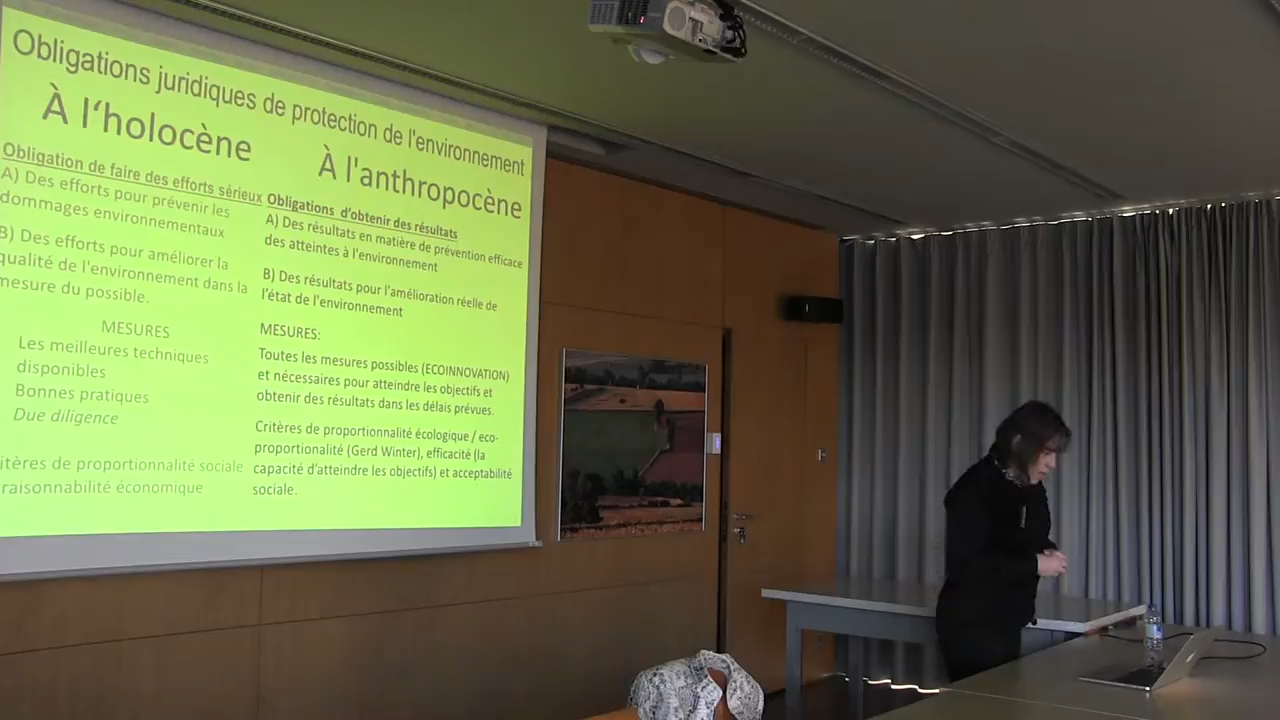 Obligations juridiques de protection de l'environnement
À l‘holocène
Obligation de faire des efforts sérieux
A) Des efforts pour prévenir les
dommages environnementaux
B) Des efforts pour améliorer la
qualité de l'environnement dans la
mesure du possible.
MESURES
Les meilleures techniques
disponibles
Bonnes pratiques
Due diligence
itères de proportionnalité sociale
raisonnabilité économique
À l'anthropocène
Obligations d’obtenir des résultats
A) Des résultats en matière de prévention efficace
des atteintes à l'environnement
B) Des résultats pour l'amélioration réelle de
l’état de l'environnement
MESURES:
Toutes les mesures possibles (ECOINNOVATION)
et nécessaires pour atteindre les objectifs et
obtenir des résultats dans les délais prévues.
Critères de proportionnalité écologique / eco-
proportionalité (Gerd Winter), efficacité (la
capacité d’atteindre les objectifs) et acceptabilité
sociale.